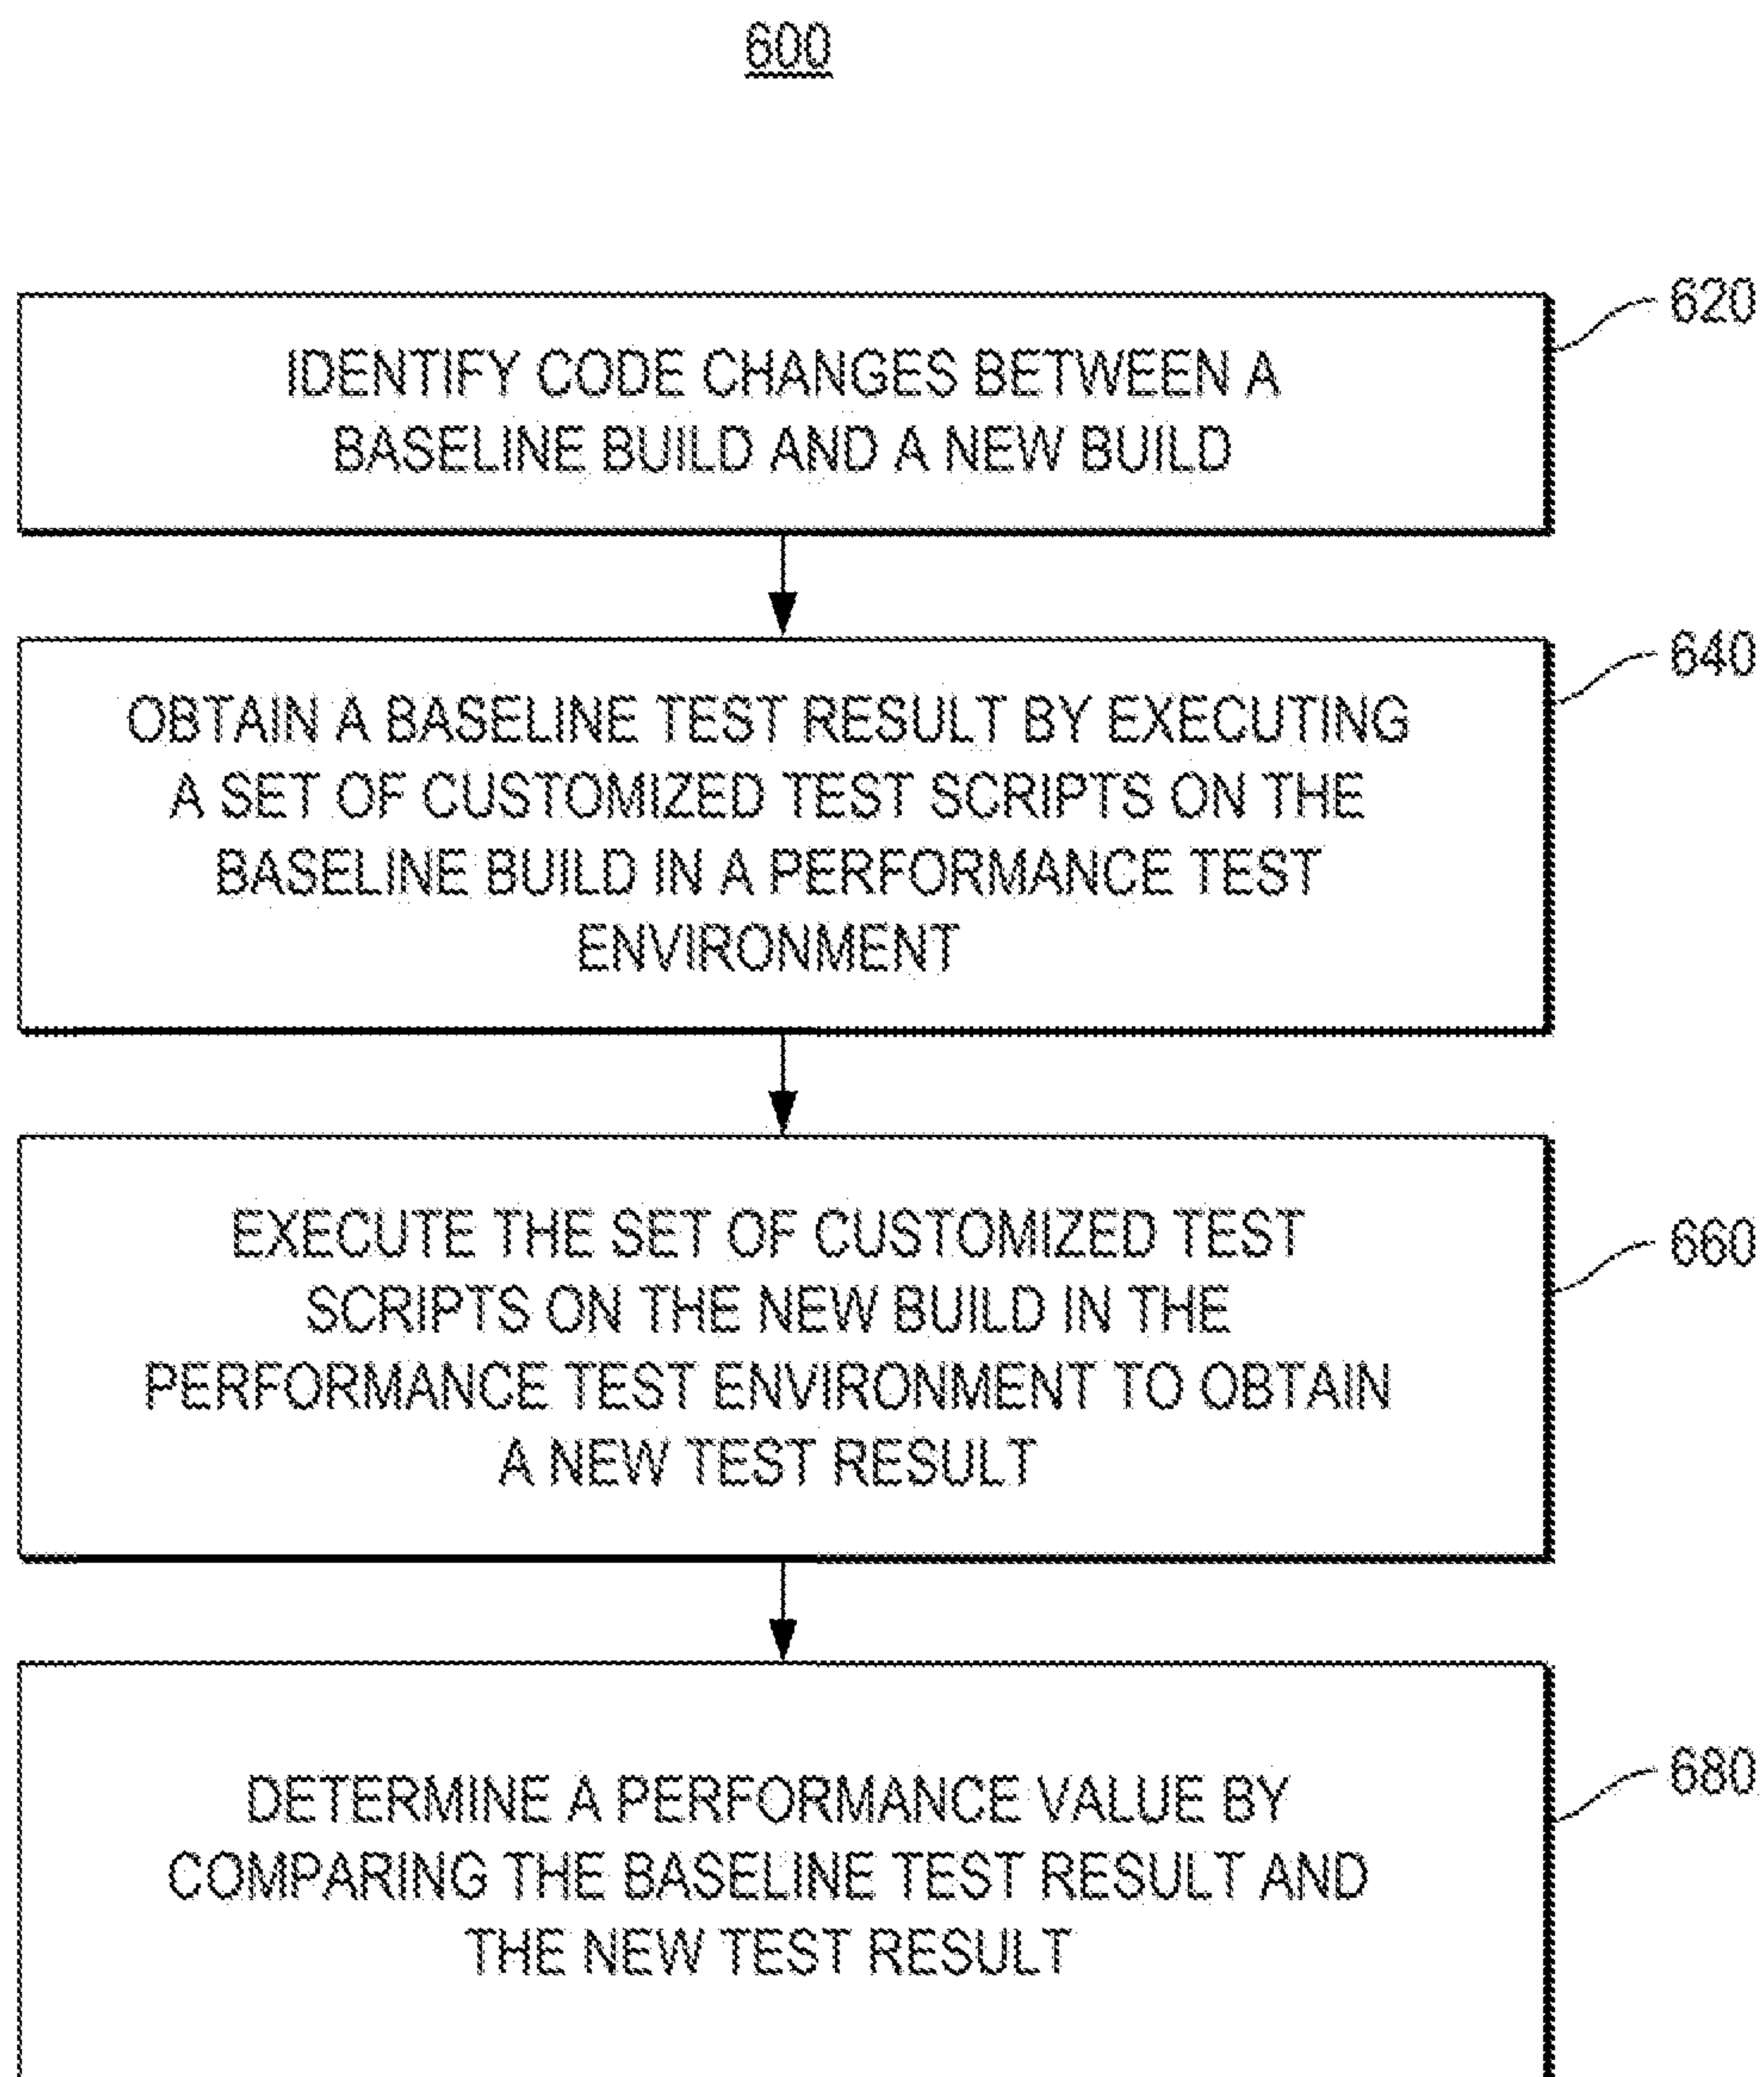 600
620
IDENTIFY CODE CHANGES BETWEEN A
BASELINE BUILD AND A NEW BUILD
640
OBTAIN A BASELINE TEST RESULT BY EXECUTING
A SET OF CUSTOMIZED TEST SCRIPTS ON THE
BASELINE BUILD IN A PERFORMANCE TEST
ENVIRONMENT
660
EXECUTE THE SET OF CUSTOMIZED TEST
SCRIPTS ON THE NEW BUILD IN THE
PERFORMANCE TEST ENVIRONMENT TO OBTAIN
A NEW TEST RESULT
680
DETERMINE A PERFORMANCE VALUE BY
COMPARING THE BASELINE TEST RESULT AND
THE NEW TEST RESULT